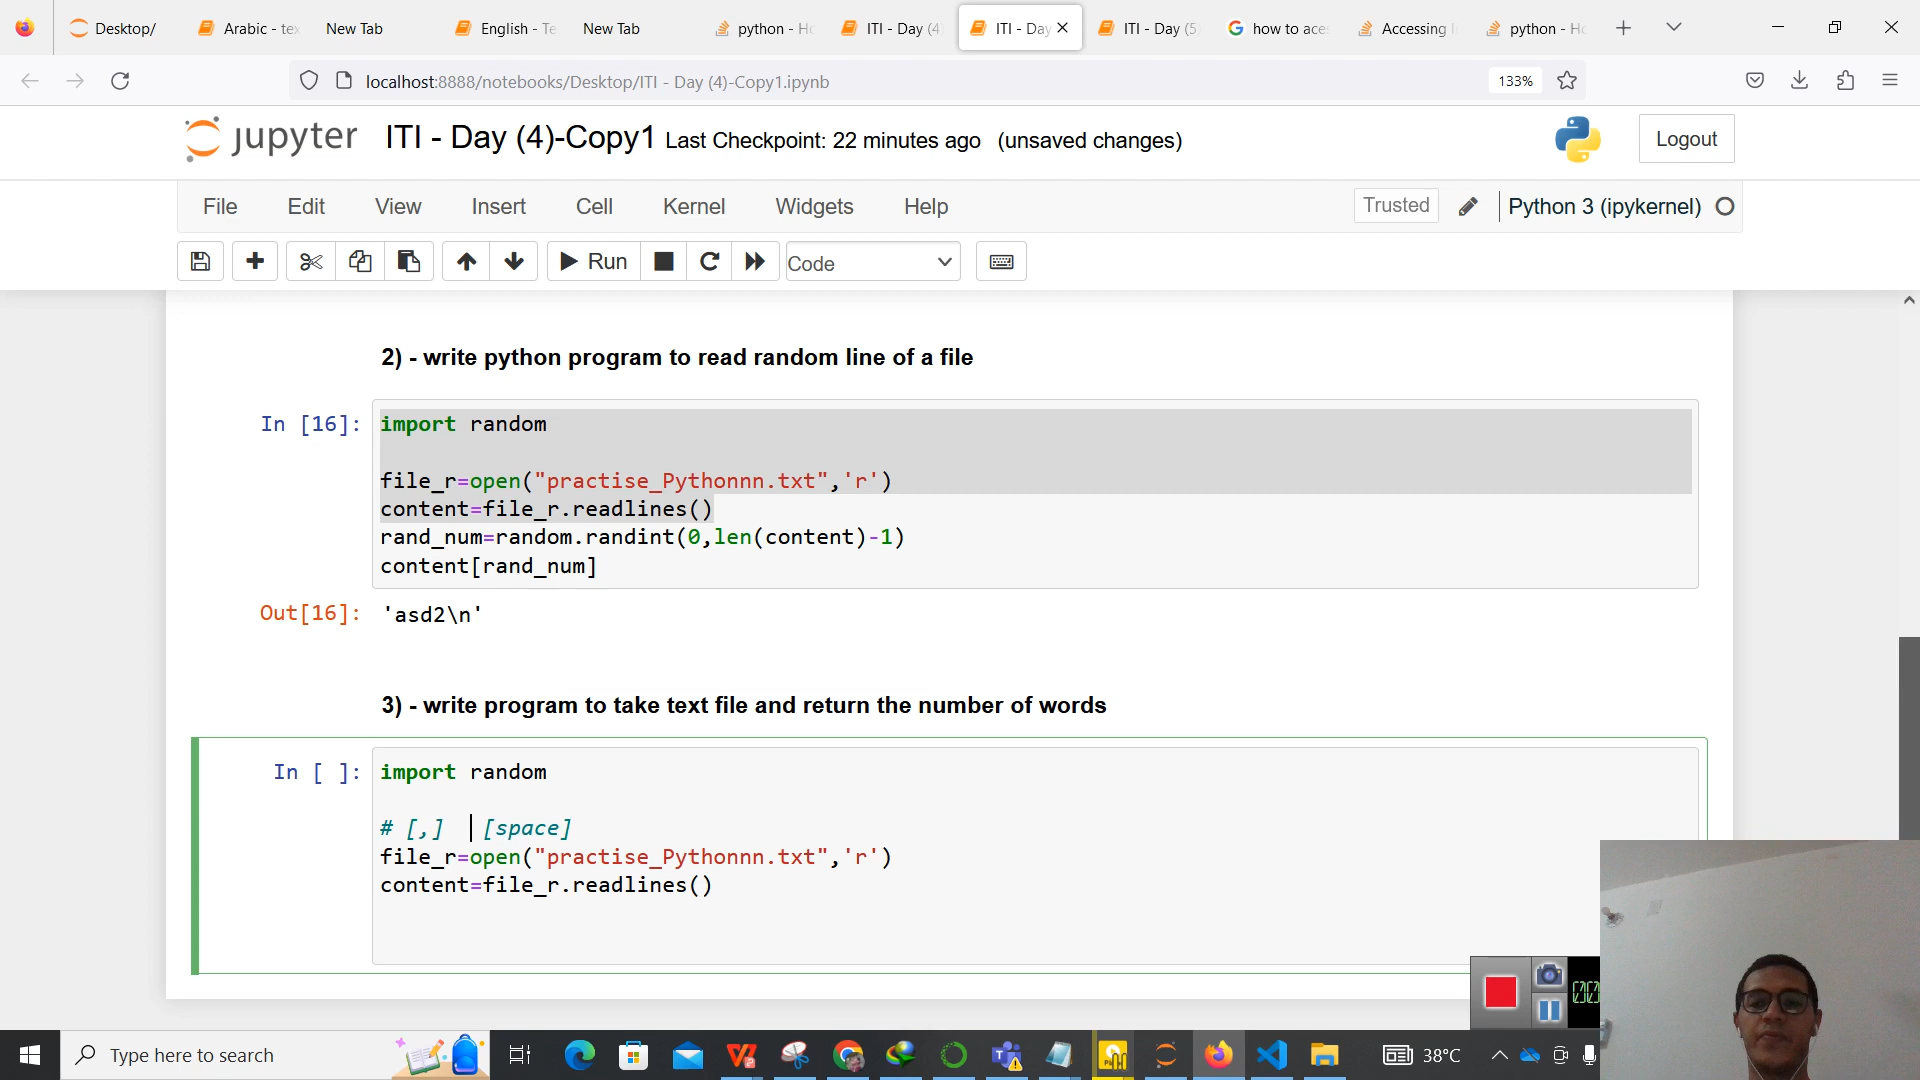 Desktop/
Arabic - tex
New Tab
English - Te
New Tab
python - Ho
ITI - Day (4)
ITI - Day
ITI - Day (5)
how to aces
Accessing
python - Ho
localhost:8888/notebooks/Desktop/ITI - Day (4)-Copy1.ipynb
133%
jupyter ITI - Day (4)-Copy1 Last Checkpoint: 22 minutes ago (unsaved changes)
Logout
File Edit View Insert Cell Kernel Widgets Help
Trusted
Python 3 (ipykernel)
Run
Code
2) - write python program to read random line of a file
In [16]:
import random
file_r=open("practise_Pythonnn.txt",'r')
content=file_r.readlines()
rand_num=random.randint(0,len(content)-1)
content[rand_num]
Out[16]: 'asd2\n'
3) - write program to take text file and return the number of words
In [ ]:
import random
# [,]   [space]
file_r=open("practise_Pythonnn.txt",'r')
content=file_r.readlines()
Type here to search
38°C